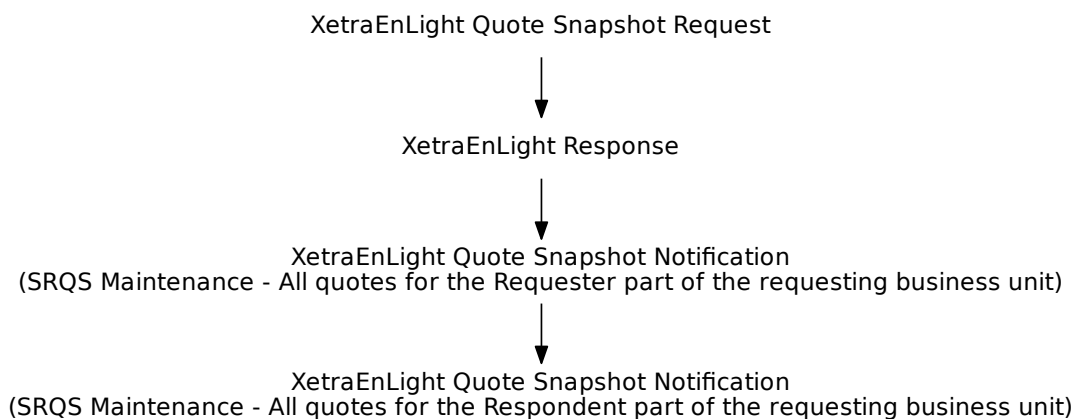 XetraEnLight Quote Snapshot Request
XetraEnLight Response
XetraEnLight Quote Snapshot Notification
(SRQS Maintenance - All quotes for the Requester part of the requesting business unit)
XetraEnLight Quote Snapshot Notification
(SRQS Maintenance - All quotes for the Respondent part of the requesting business unit)